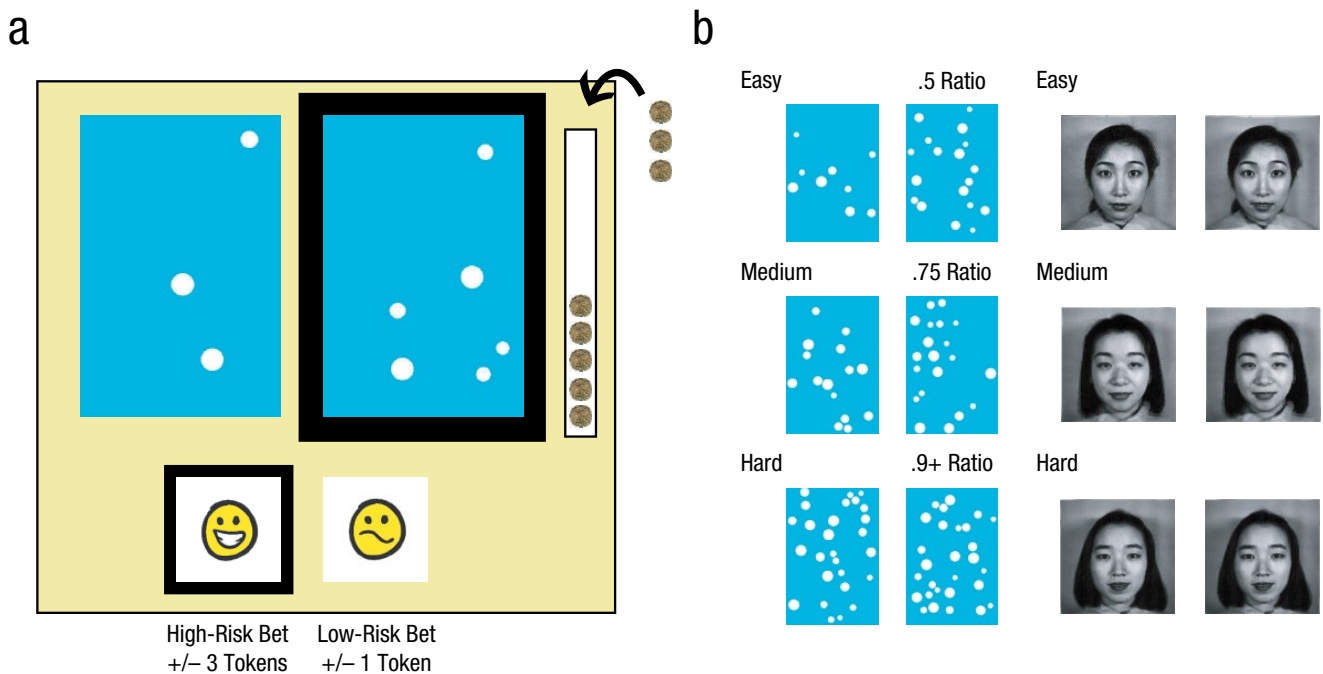 a
b
Easy
.5 Ratio
Easy
Medium
.75 Ratio
Medium
Hard
.9+ Ratio
Hard
High-Risk Bet
+/– 3 Tokens
Low-Risk Bet
+/– 1 Token